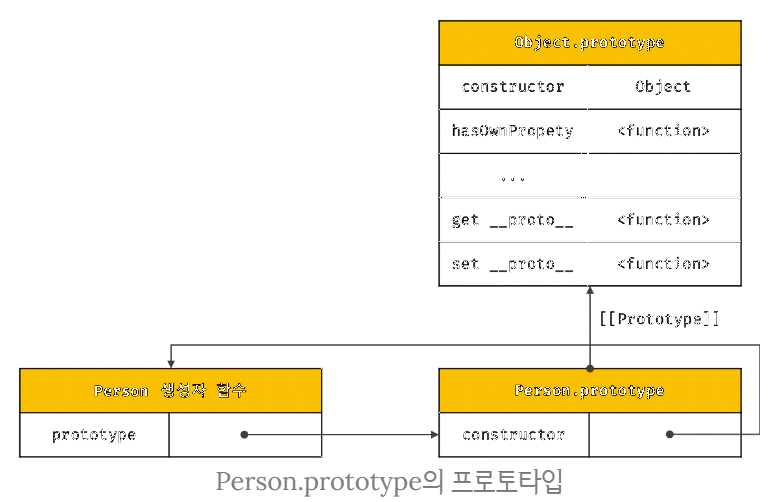 Object.prototype
constructor Object
hasOwnPropety <function>
...
get __proto__ <function>
set __proto__ <function>
[[Prototype]]
Person 생성자 함수 Person.prototype
prototype constructor
Person.prototype의 프로토타입